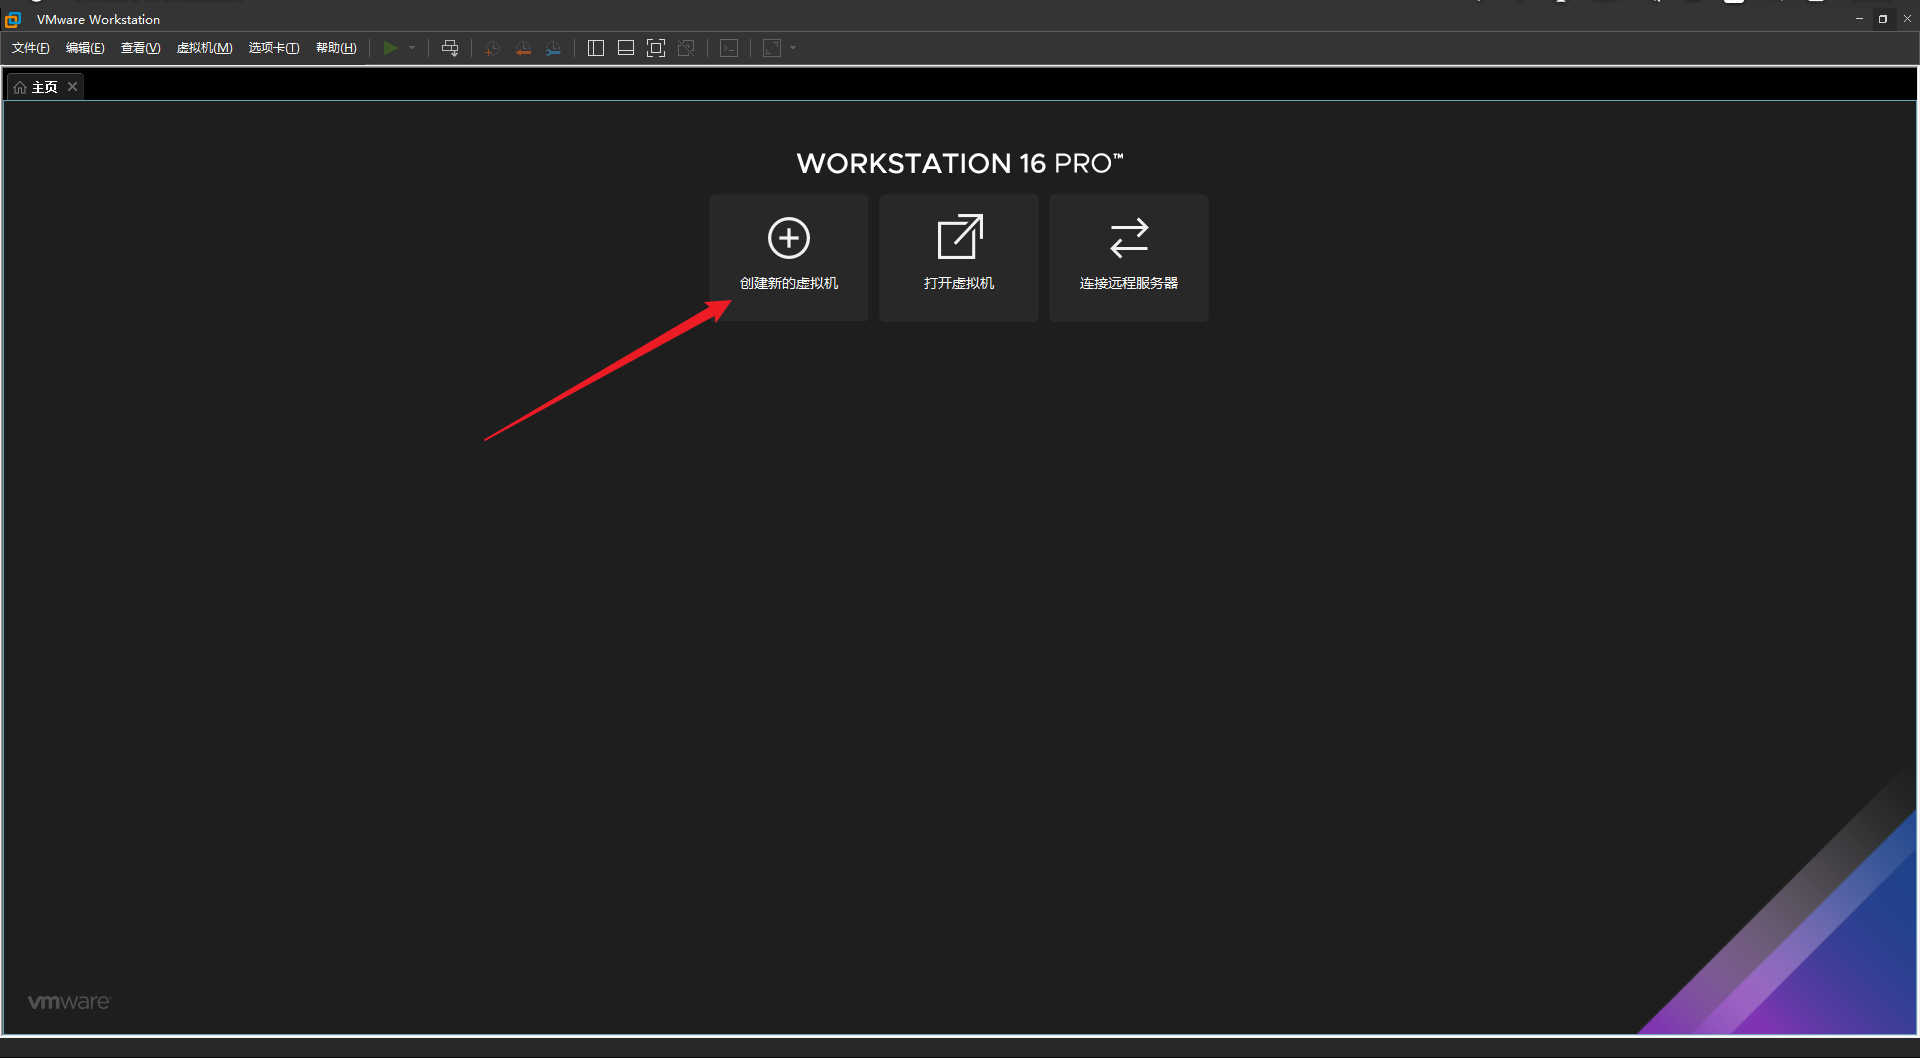 VMware Workstation
文件(F) 编辑(E) 查看(V) 虚拟机(M) 选项卡(T) 帮助(H)
主页
WORKSTATION 16 PRO™
创建新的虚拟机 打开虚拟机 连接远程服务器
vmware